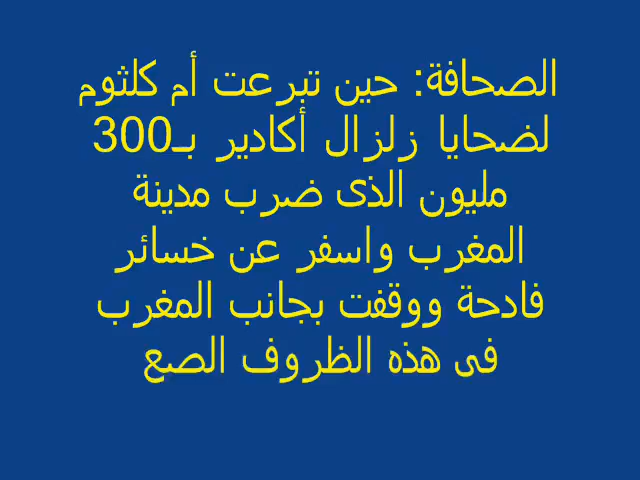 الصحافة: حين تبرعت أم كلثوم
لضحايا زلزال أكادير بـ300
مليون الذى ضرب مدينة
المغرب واسفر عن خسائر
فادحة ووقفت بجانب المغرب
فى هذه الظروف الصع